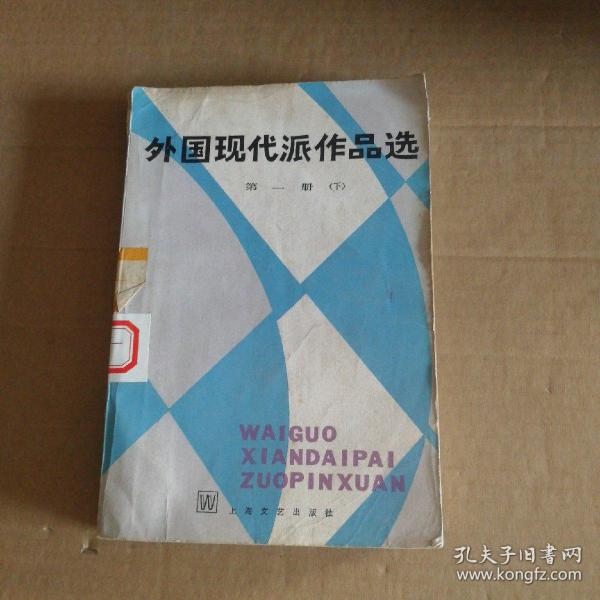 外国现代派作品选
第一册（下）
WAIGUO
XIANDAIPAI
ZUOPINXUAN
W 上海文艺出版社
一
孔夫子旧书网
www.kongfz.com